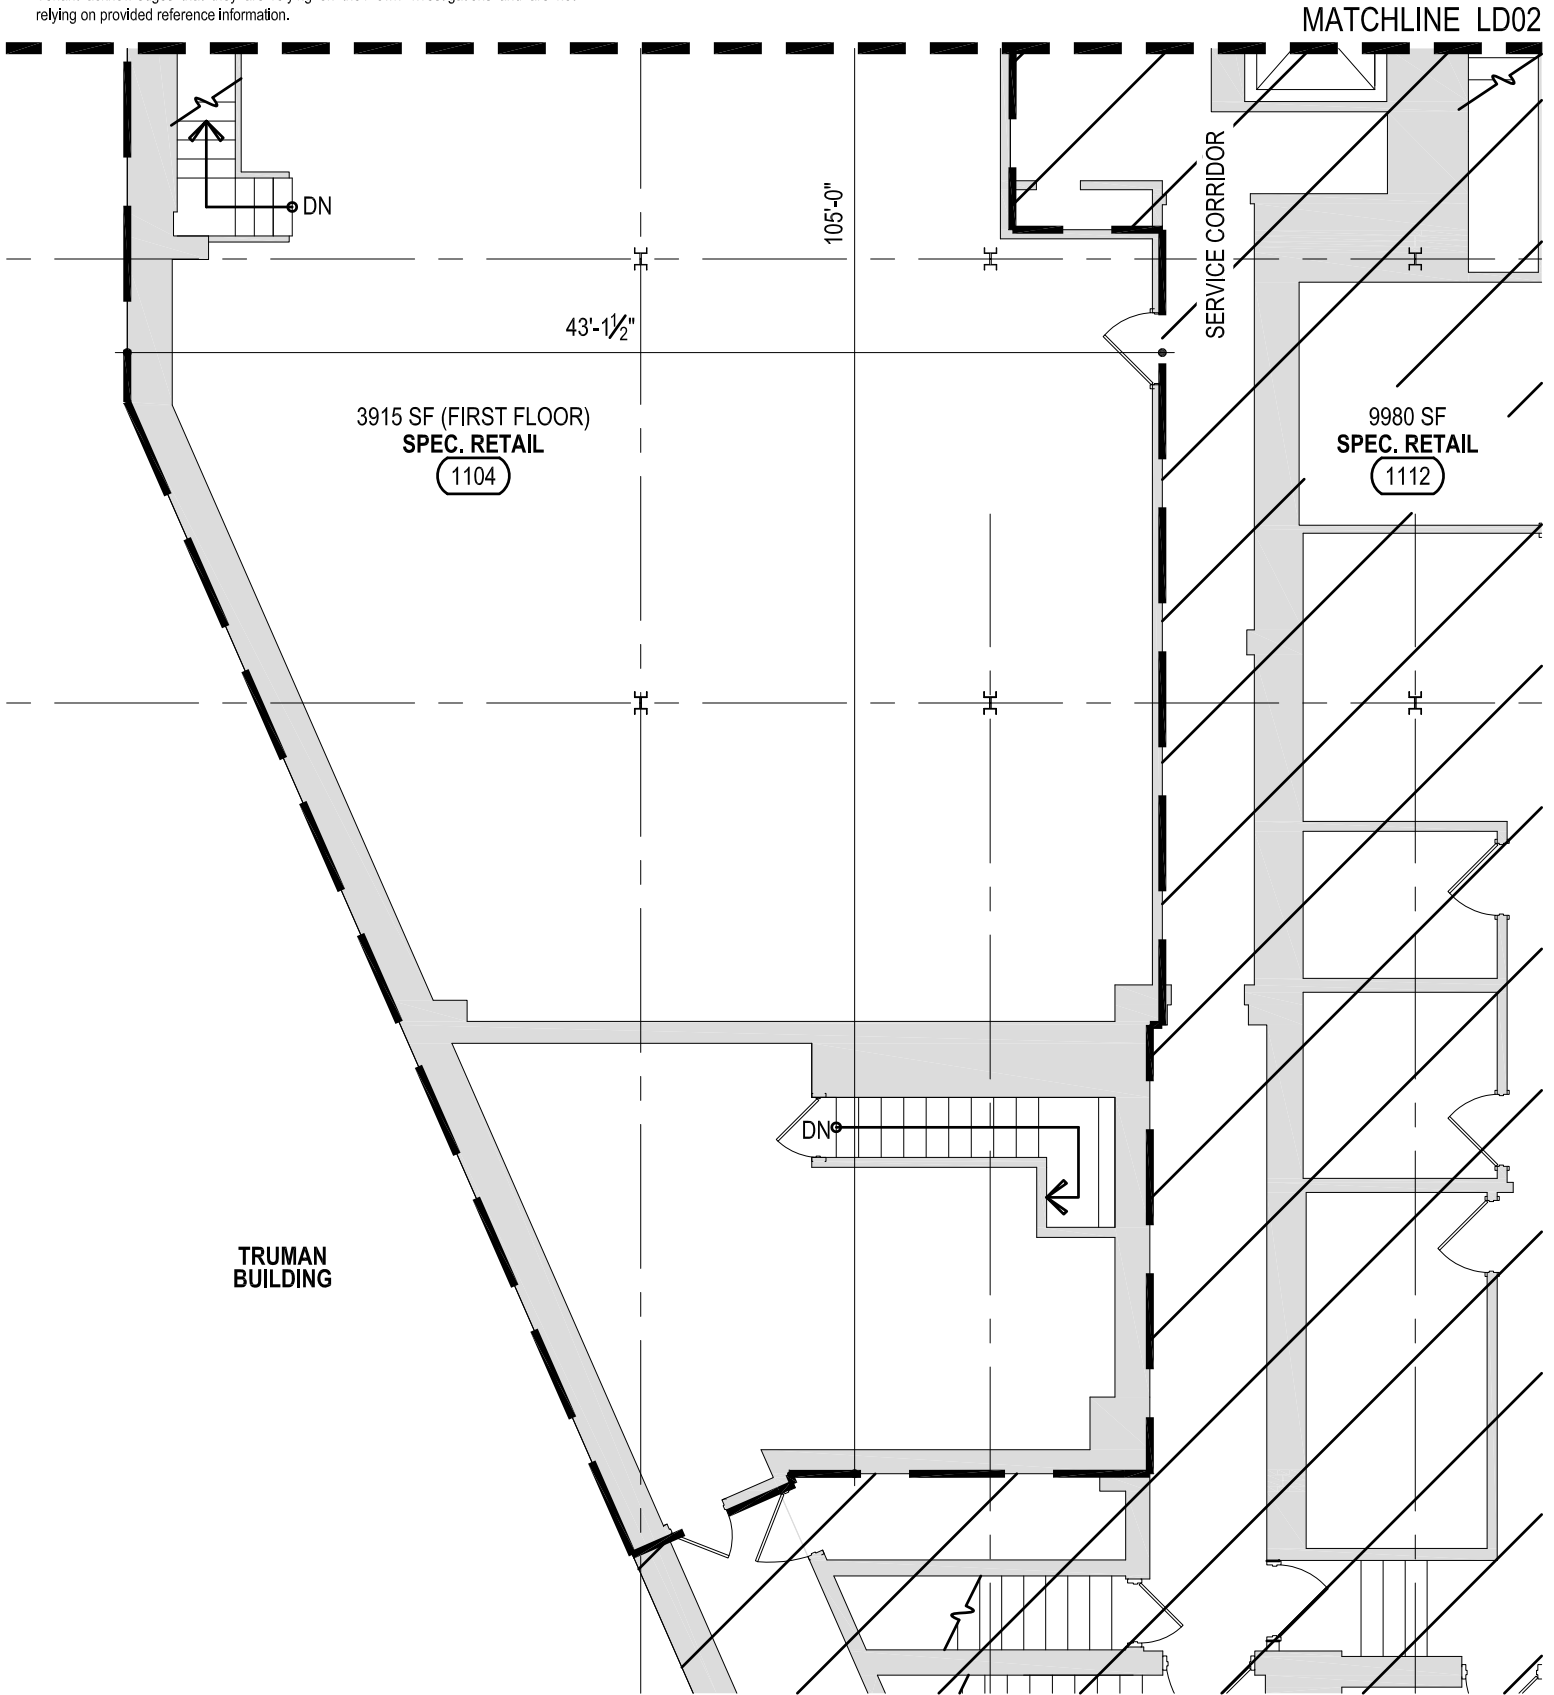 relying on provided reference information.
MATCHLINE LD02
DN
105'-0"
SERVICE CORRIDOR
43'-1½"
3915 SF (FIRST FLOOR)
SPEC. RETAIL
1104
9980 SF
SPEC. RETAIL
1112
DN
TRUMAN
BUILDING